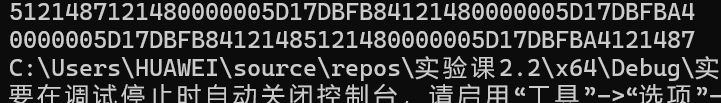 5121487121480000005D17DBFB84121480000005D17DBFBA4
0000005D17DBFB84121485121480000005D17DBFBA4121487
C:\Users\HUAWEI\source\repos\实验课2.2\x64\Debug\实
要在调试停止时自动关闭控制台，请启用“工具”->“选项”-